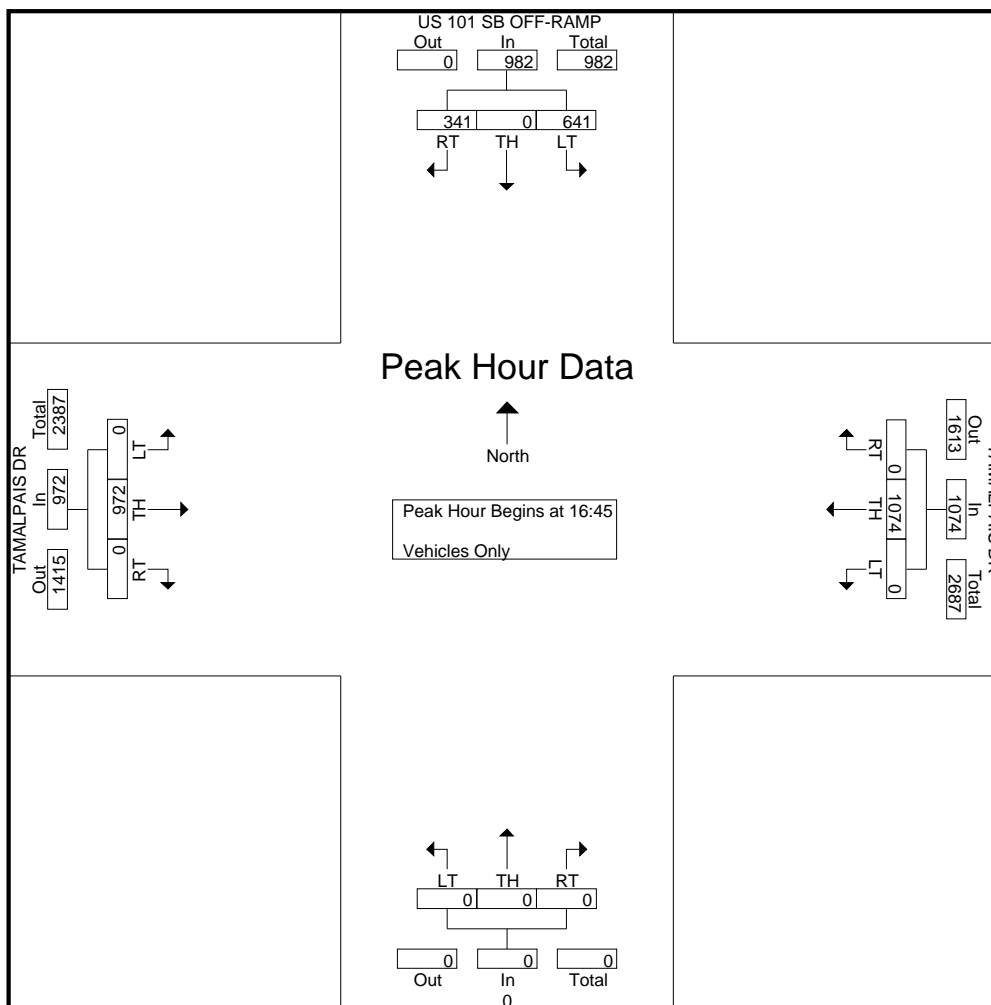 US 101 SB OFF-RAMP
Out In Total
0 982 982
341 0 641
RT TH LT
Peak Hour Data
North
Peak Hour Begins at 16:45
Vehicles Only
TAMALPAIS DR
Out In Total
1415 972 2387
0 972 0
RT TH LT
Out In Total
1613 1074 2687
0 1074 0
RT TH LT
LT TH RT
0 0 0
0 0 0
Out In Total
0